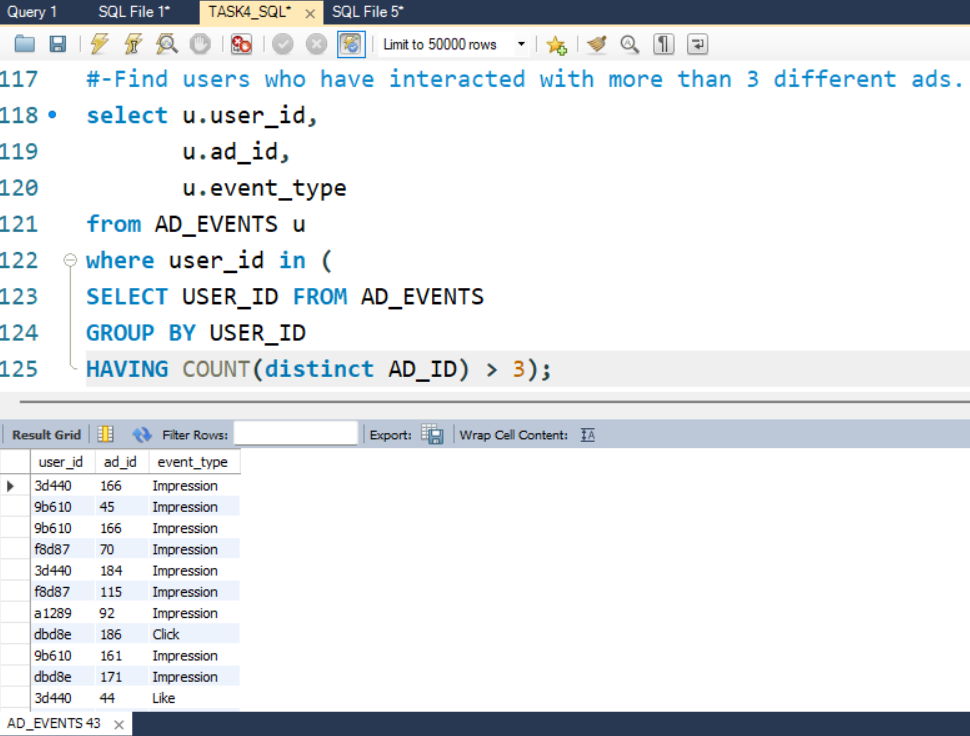 Query 1 SQL File 1* TASK4_SQL* SQL File 5*
Limit to 50000 rows
117 #-Find users who have interacted with more than 3 different ads.
118 select u.user_id,
119 u.ad_id,
120 u.event_type
121 from AD_EVENTS u
122 where user_id in (
123 SELECT USER_ID FROM AD_EVENTS
124 GROUP BY USER_ID
125 HAVING COUNT(distinct AD_ID) > 3);
Result Grid Filter Rows: Export: Wrap Cell Content: IA
user_id ad_id event_type
3d440 166 Impression
9b610 45 Impression
9b610 166 Impression
f8d87 70 Impression
3d440 184 Impression
f8d87 115 Impression
a1289 92 Impression
dbd8e 186 Click
9b610 161 Impression
dbd8e 171 Impression
3d440 44 Like
AD_EVENTS 43